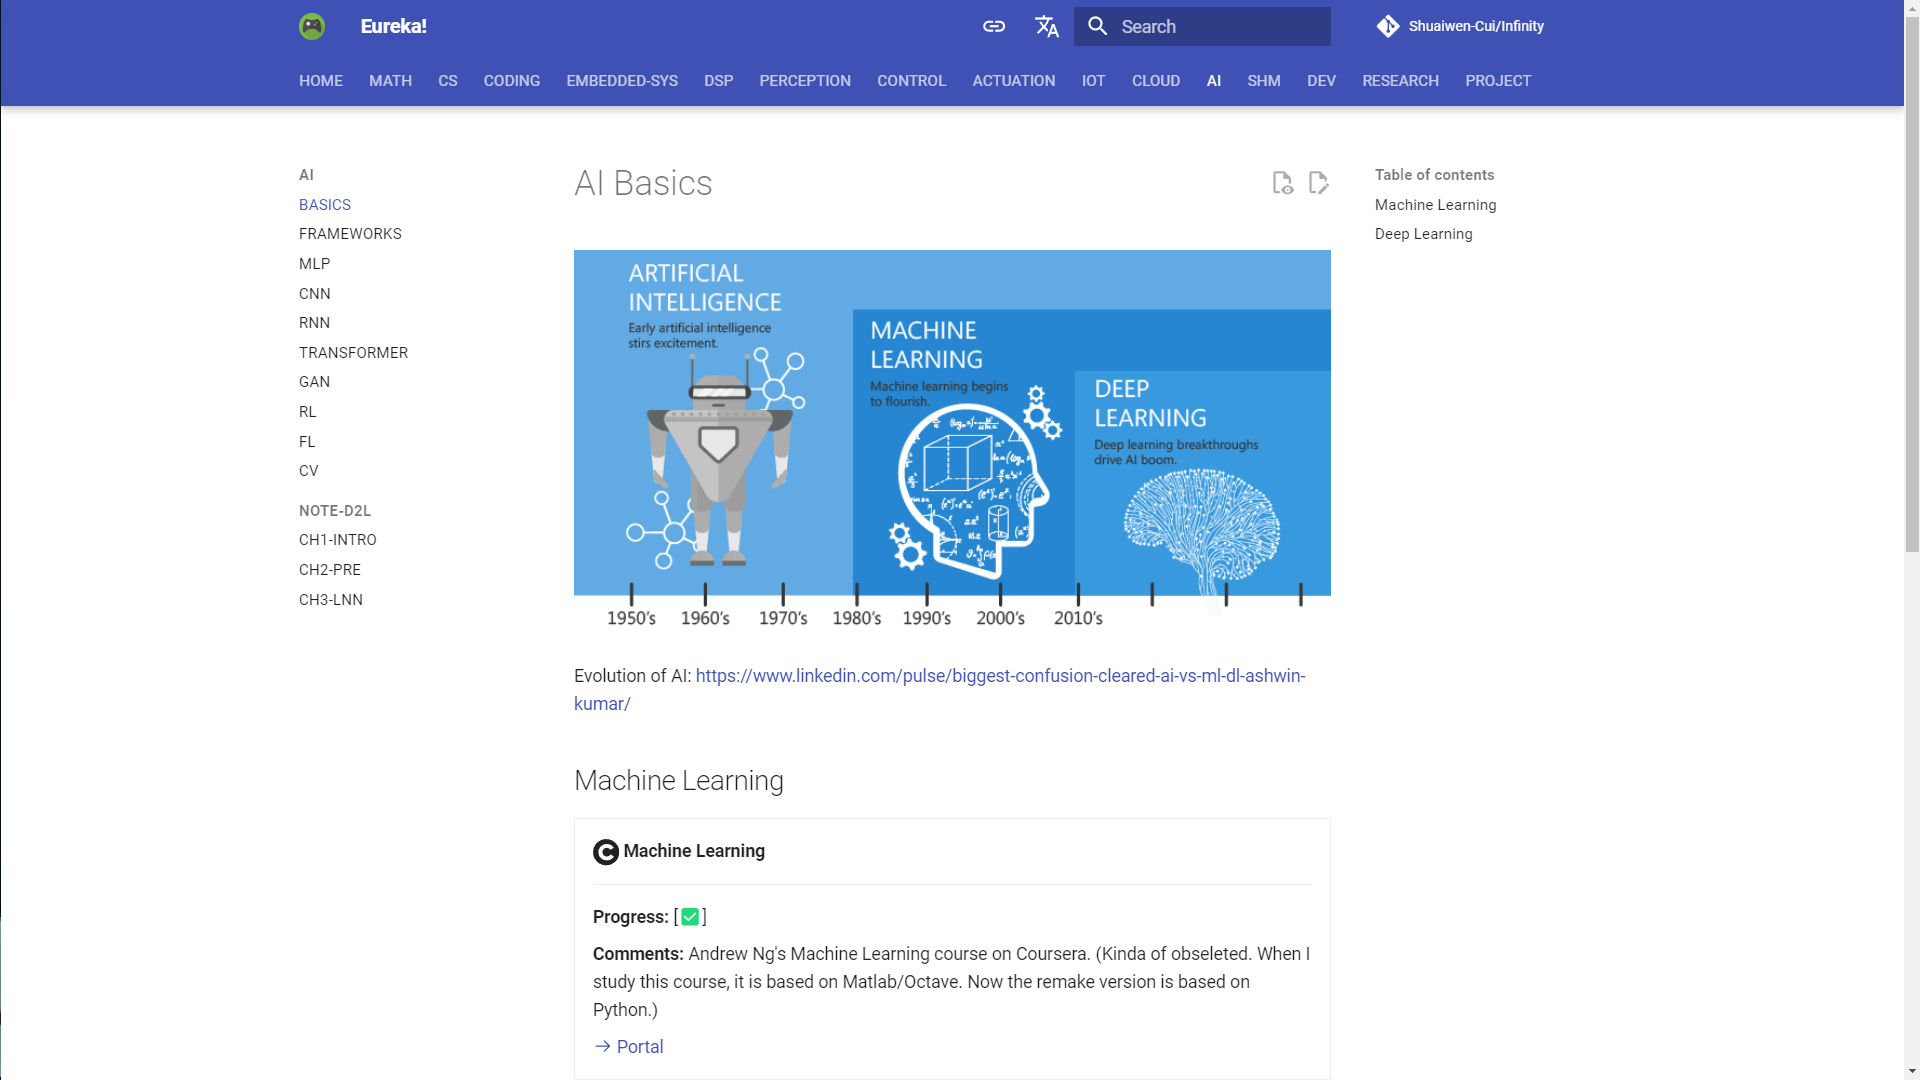 Eureka!
Search
Shuaiwen-Cui/Infinity
HOME MATH CS CODING EMBEDDED-SYS DSP PERCEPTION CONTROL ACTUATION IOT CLOUD AI SHM DEV RESEARCH PROJECT
AI
BASICS
FRAMEWORKS
MLP
CNN
RNN
TRANSFORMER
GAN
RL
FL
CV
NOTE-D2L
CH1-INTRO
CH2-PRE
CH3-LNN
AI Basics
ARTIFICIAL
INTELLIGENCE
Early artificial intelligence
stirs excitement.
MACHINE
LEARNING
Machine learning begins
to flourish.
DEEP
LEARNING
Deep learning breakthroughs
drive AI boom.
1950's 1960's 1970's 1980's 1990's 2000's 2010's
Evolution of AI: https://www.linkedin.com/pulse/biggest-confusion-cleared-ai-vs-ml-dl-ashwin-
kumar/
Machine Learning
Machine Learning
Progress: [✅]
Comments: Andrew Ng's Machine Learning course on Coursera. (Kinda of obseleted. When I
study this course, it is based on Matlab/Octave. Now the remake version is based on
Python.)
→ Portal
Table of contents
Machine Learning
Deep Learning